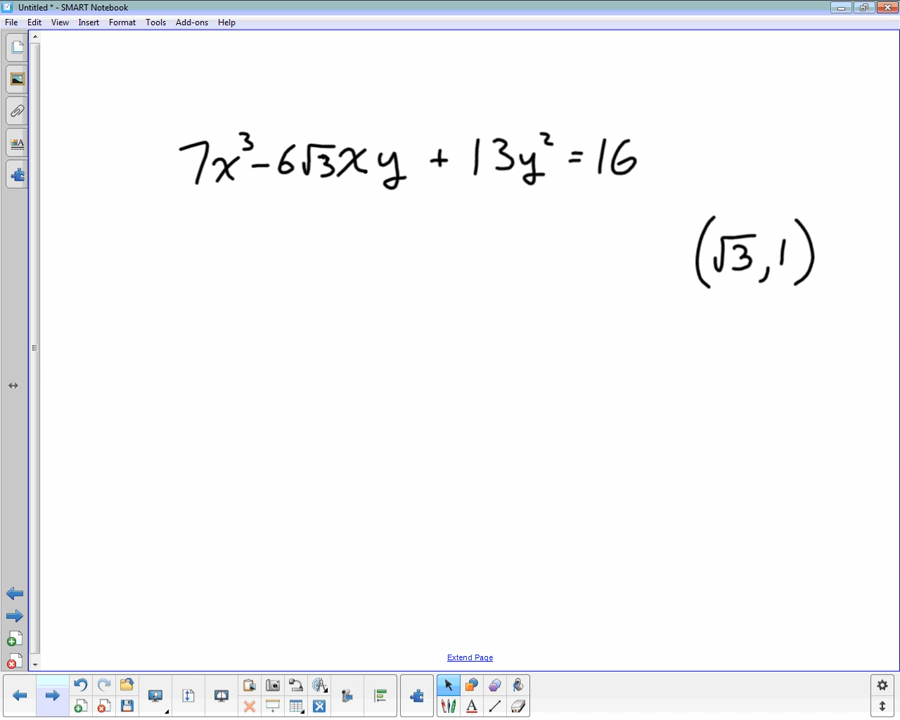 Untitled * - SMART Notebook
File Edit View Insert Format Tools Add-ons Help
7x³ - 6√3xy + 13y² = 16
(√3, 1)
Extend Page